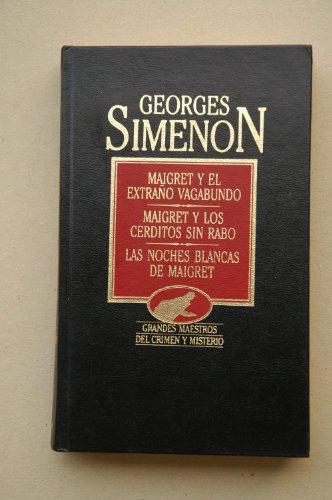 GEORGES
SIMENON
MAIGRET Y EL
EXTRAÑO VAGABUNDO
MAIGRET Y LOS
CERDITOS SIN RABO
LAS NOCHES BLANCAS
DE MAIGRET
GRANDES MAESTROS
DEL CRIMEN Y MISTERIO